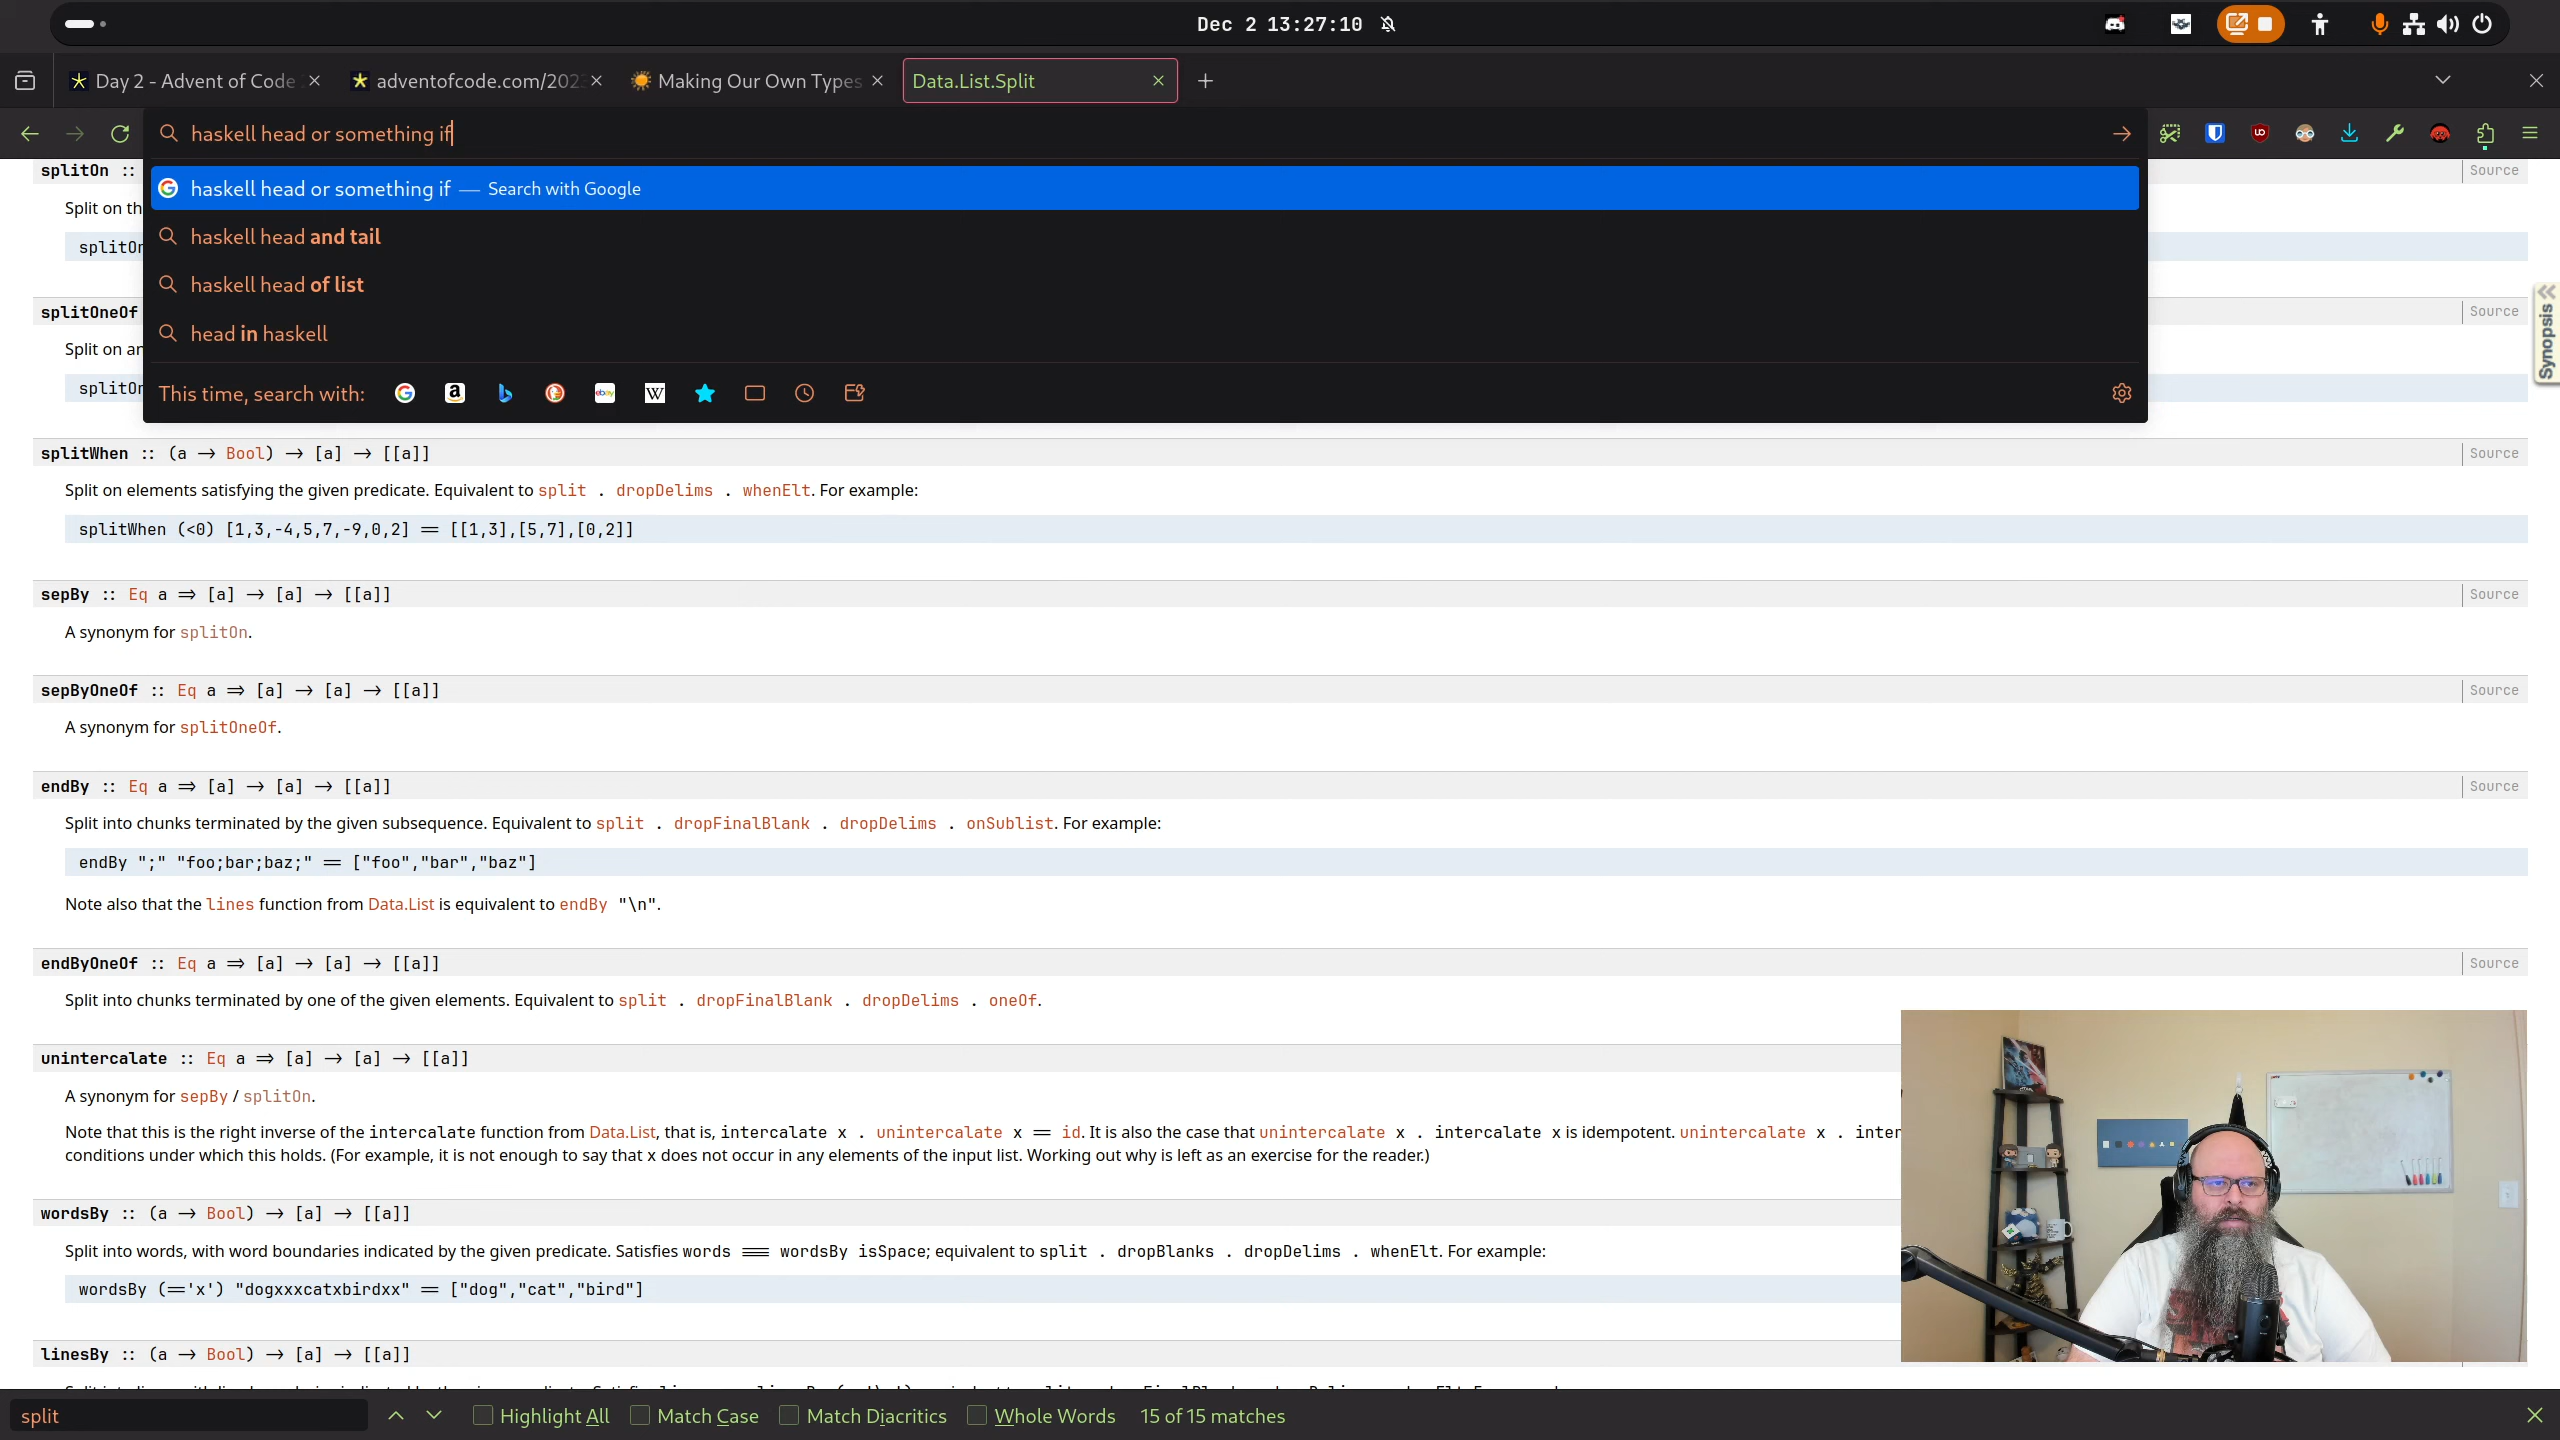 Dec 2 13:27:10
Day 2 - Advent of Code
adventofcode.com/202
Making Our Own Types
Data.List.Split
haskell head or something if
haskell head or something if — Search with Google
haskell head and tail
haskell head of list
head in haskell
This time, search with:
splitOn ::
Source
Split on th
splitOn
splitOneOf
Source
Split on an
splitOn
Synopsis
splitWhen :: (a → Bool) → [a] → [[a]]
Source
Split on elements satisfying the given predicate. Equivalent to split . dropDelims . whenElt. For example:
splitWhen (<0) [1,3,-4,5,7,-9,0,2] == [[1,3],[5,7],[0,2]]
sepBy :: Eq a ⇒ [a] → [a] → [[a]]
Source
A synonym for splitOn.
sepByOneOf :: Eq a ⇒ [a] → [a] → [[a]]
Source
A synonym for splitOneOf.
endBy :: Eq a ⇒ [a] → [a] → [[a]]
Source
Split into chunks terminated by the given subsequence. Equivalent to split . dropFinalBlank . dropDelims . onSublist. For example:
endBy ";" "foo;bar;baz;" == ["foo","bar","baz"]
Note also that the lines function from Data.List is equivalent to endBy "\n".
endByOneOf :: Eq a ⇒ [a] → [a] → [[a]]
Source
Split into chunks terminated by one of the given elements. Equivalent to split . dropFinalBlank . dropDelims . oneOf.
unintercalate :: Eq a ⇒ [a] → [a] → [[a]]
A synonym for sepBy / splitOn.
Note that this is the right inverse of the intercalate function from Data.List, that is, intercalate x . unintercalate x == id. It is also the case that unintercalate x . intercalate x is idempotent. unintercalate x . inter
conditions under which this holds. (For example, it is not enough to say that x does not occur in any elements of the input list. Working out why is left as an exercise for the reader.)
wordsBy :: (a → Bool) → [a] → [[a]]
Split into words, with word boundaries indicated by the given predicate. Satisfies words === wordsBy isSpace; equivalent to split . dropBlanks . dropDelims . whenElt. For example:
wordsBy (=='x') "dogxxxcatxbirdxx" == ["dog","cat","bird"]
linesBy :: (a → Bool) → [a] → [[a]]
split
Highlight All
Match Case
Match Diacritics
Whole Words
15 of 15 matches